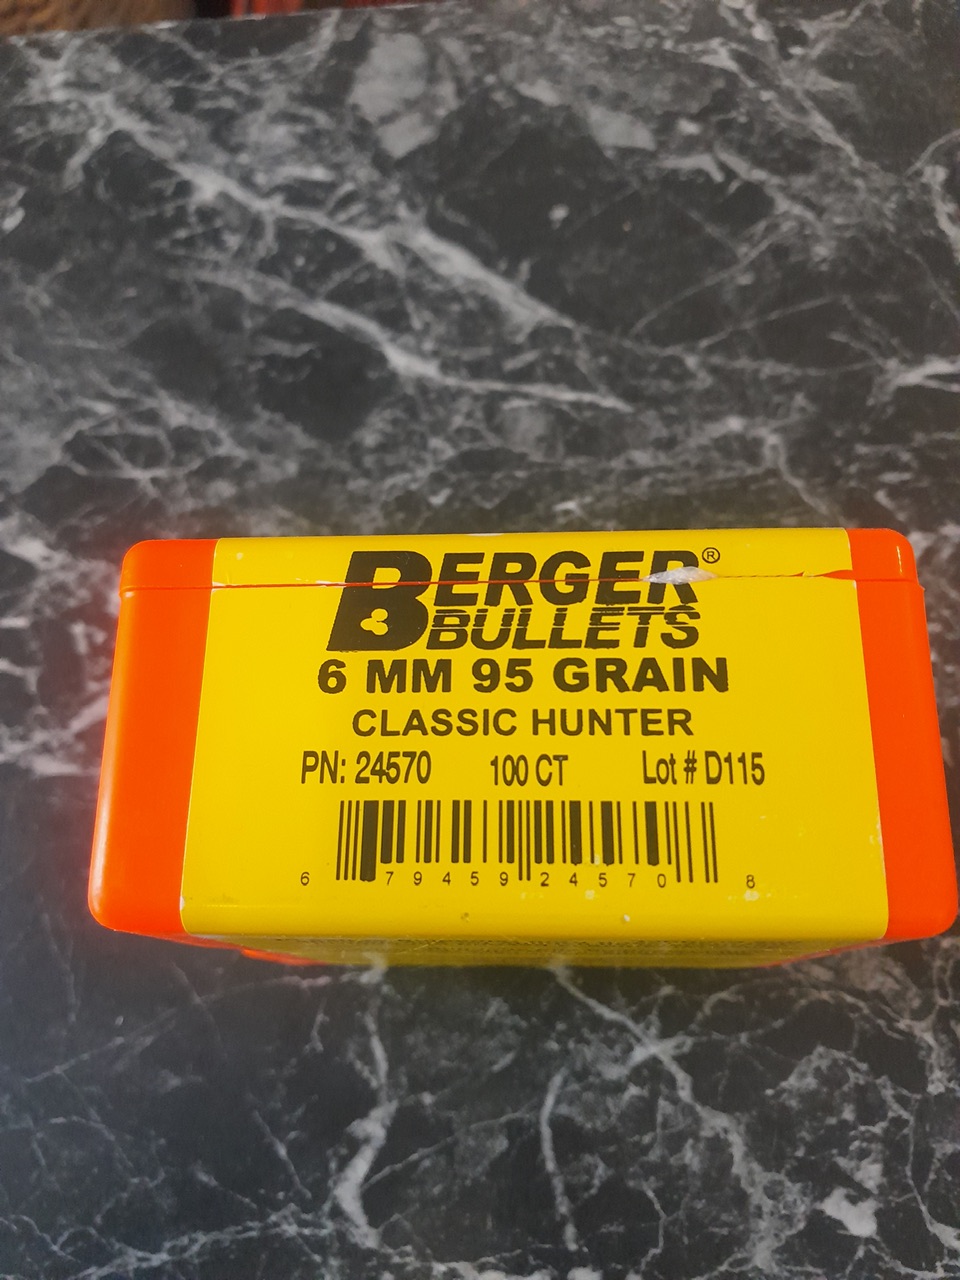 BERGER®
BULLETS
6 MM 95 GRAIN
CLASSIC HUNTER
PN: 24570 100 CT Lot # D115
6 79459 24570 8